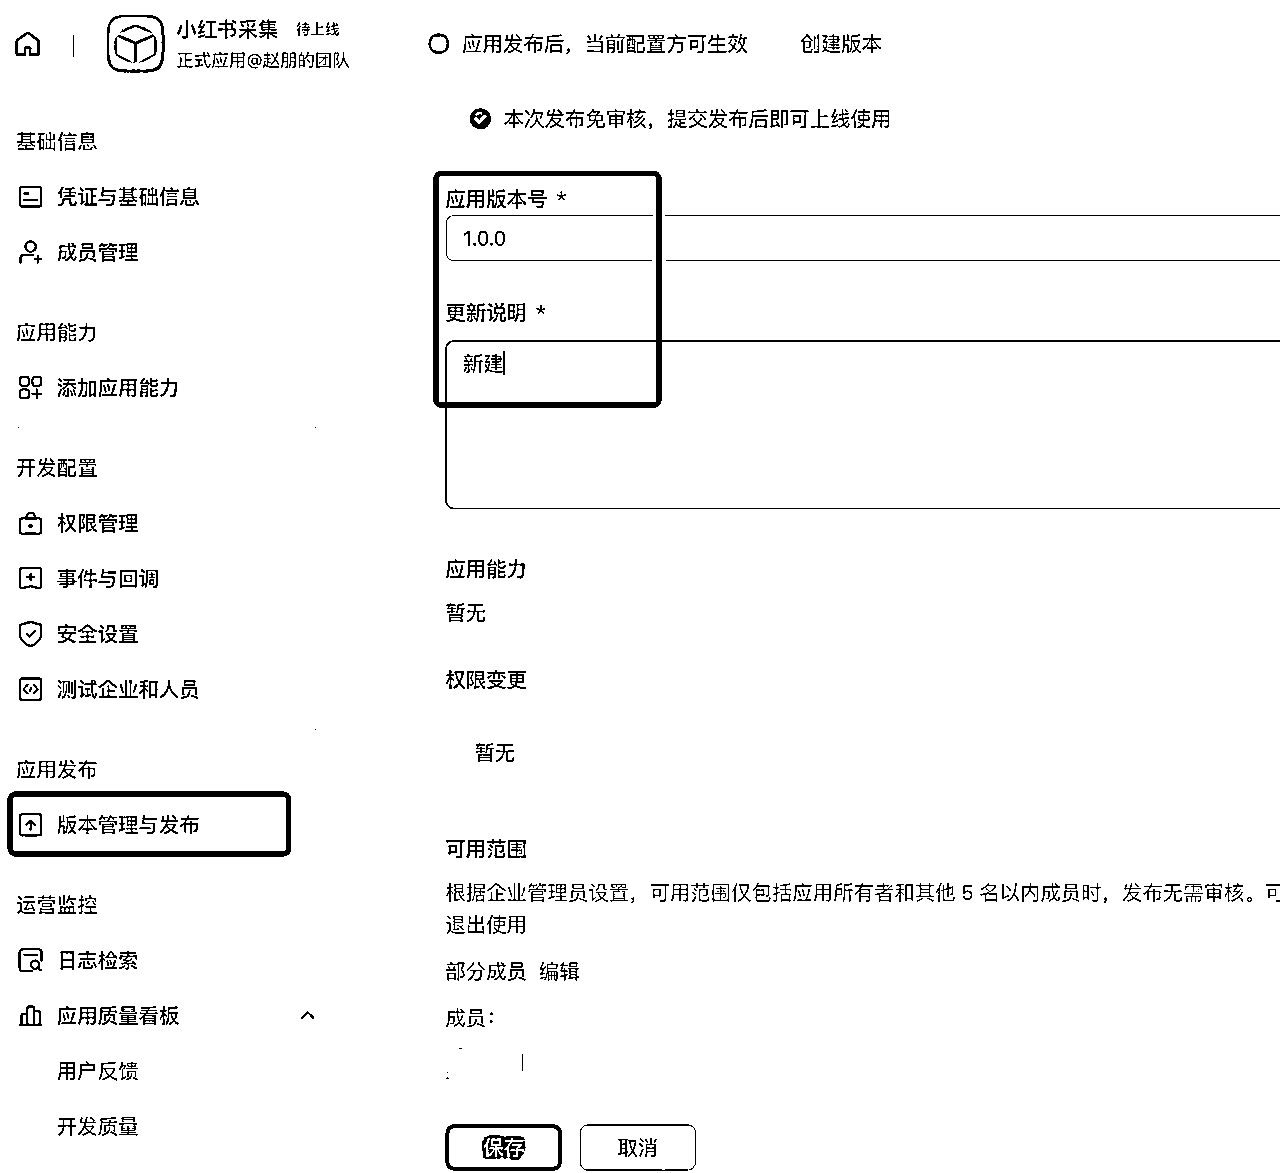 小红书采集 待上线
正式应用@赵朋的团队
应用发布后，当前配置方可生效 创建版本
本次发布免审核，提交发布后即可上线使用
基础信息
凭证与基础信息
成员管理
应用能力
添加应用能力
开发配置
权限管理
事件与回调
安全设置
测试企业和人员
应用发布
版本管理与发布
运营监控
日志检索
应用质量看板
用户反馈
开发质量
应用版本号 *
1.0.0
更新说明 *
新建
应用能力
暂无
权限变更
暂无
可用范围
根据企业管理员设置，可用范围仅包括应用所有者和其他 5 名以内成员时，发布无需审核。可
退出使用
部分成员 编辑
成员：
保存 取消